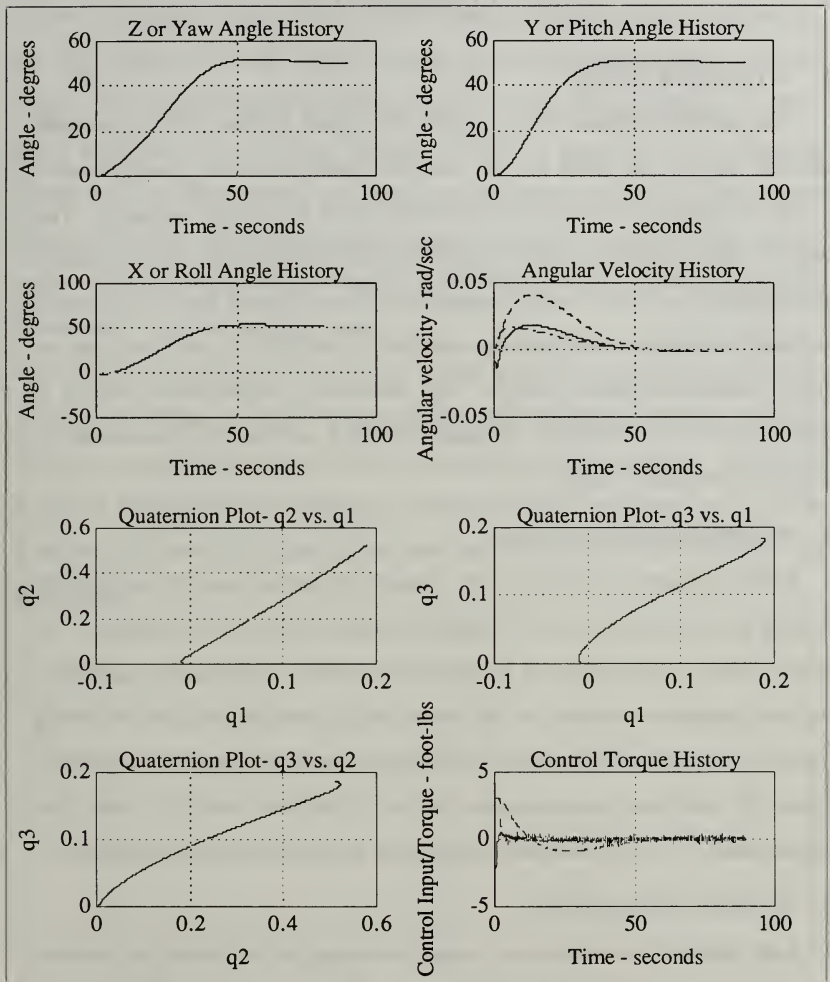 Z or Yaw Angle History
Angle - degrees
60
40
20
0
0
50
100
Time - seconds
Y or Pitch Angle History
Angle - degrees
60
40
20
0
0
50
100
Time - seconds
X or Roll Angle History
Angle - degrees
100
50
0
-50
0
50
100
Time - seconds
Angular Velocity History
Angular velocity - rad/sec
0.05
0
-0.05
0
50
100
Time - seconds
Quaternion Plot- q2 vs. q1
q2
0.6
0.4
0.2
0
-0.1
0
0.1
0.2
q1
Quaternion Plot- q3 vs. q1
q3
0.2
0.1
0
-0.1
0
0.1
0.2
q1
Quaternion Plot- q3 vs. q2
q3
0.2
0.1
0
0
0.2
0.4
0.6
q2
Control Torque History
Control Input/Torque - foot-lbs
5
0
-5
0
50
100
Time - seconds